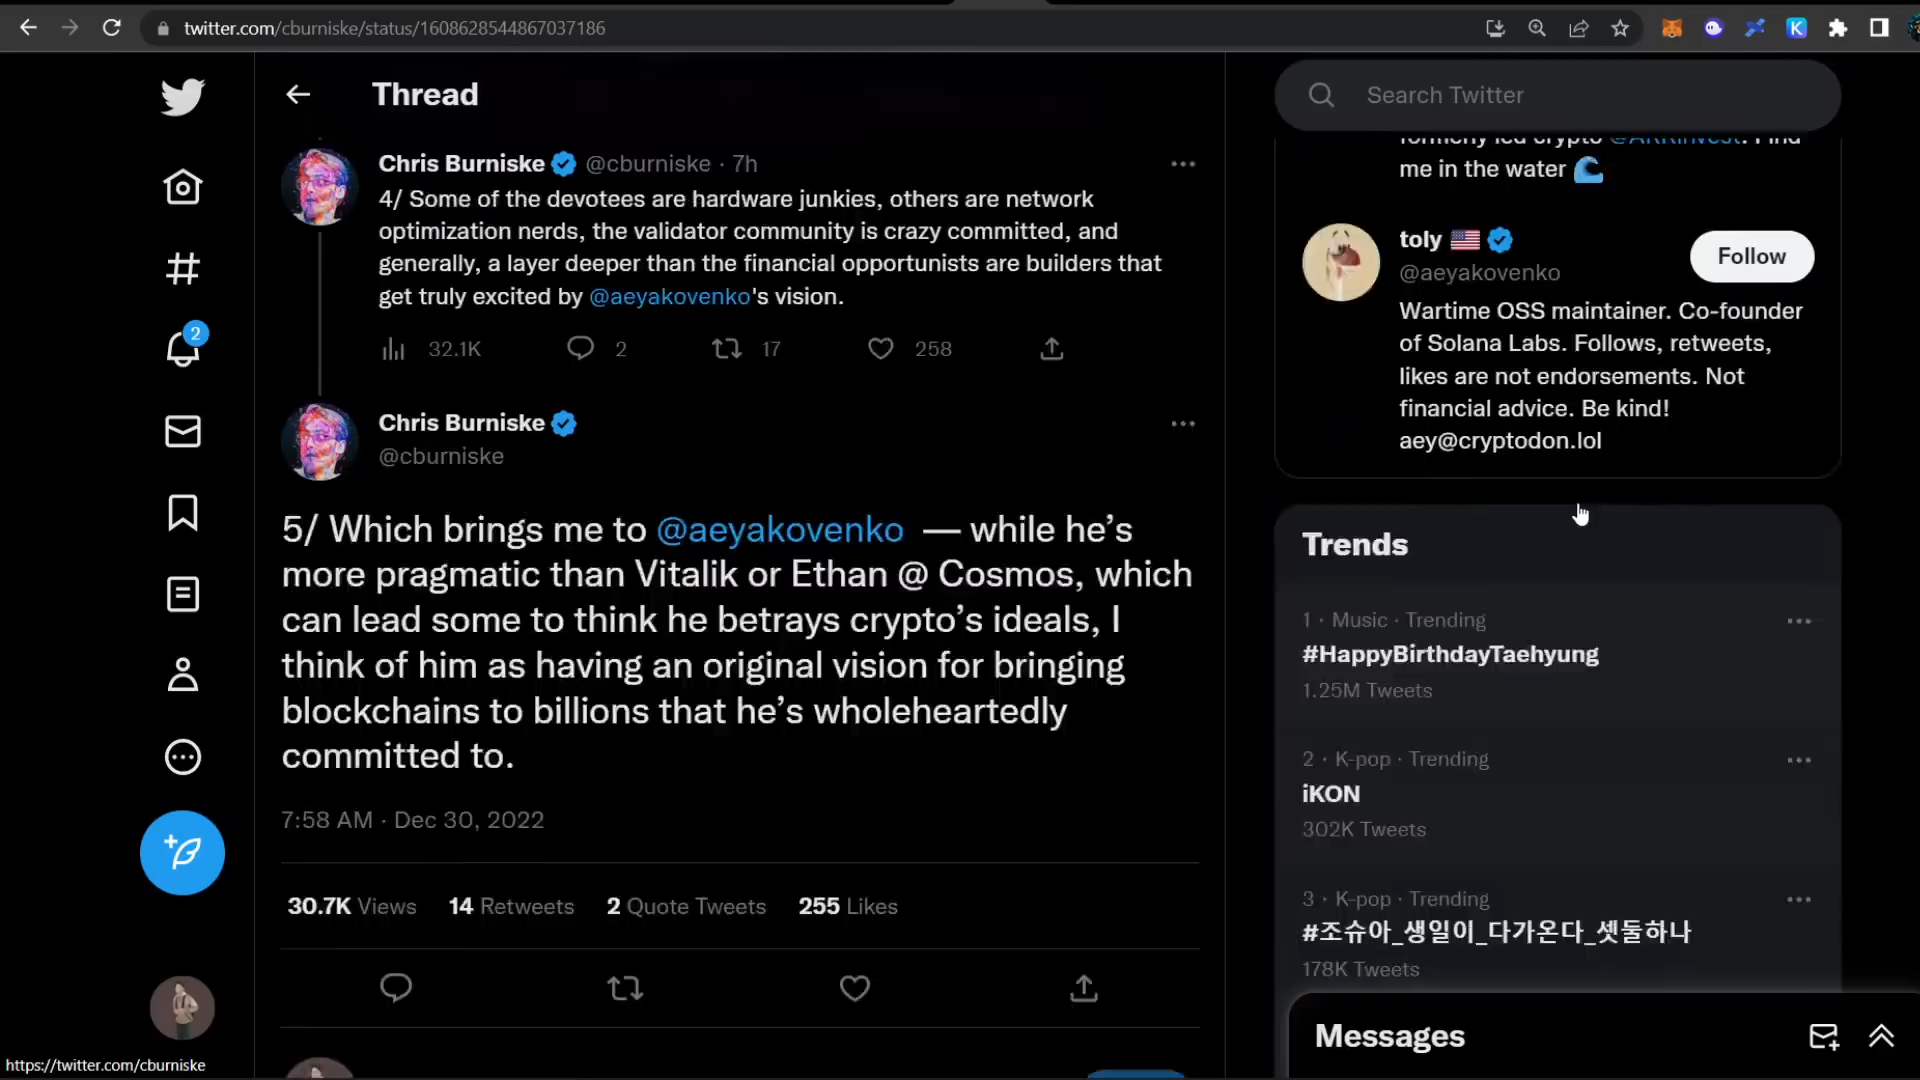 twitter.com/cburniske/status/1608628544867037186
Thread
Chris Burniske @cburniske · 7h
4/ Some of the devotees are hardware junkies, others are network
optimization nerds, the validator community is crazy committed, and
generally, a layer deeper than the financial opportunists are builders that
get truly excited by @aeyakovenko's vision.
32.1K 2 17 258
Chris Burniske
@cburniske
5/ Which brings me to @aeyakovenko — while he’s
more pragmatic than Vitalik or Ethan @ Cosmos, which
can lead some to think he betrays crypto’s ideals, I
think of him as having an original vision for bringing
blockchains to billions that he’s wholeheartedly
committed to.
7:58 AM · Dec 30, 2022
30.7K Views 14 Retweets 2 Quote Tweets 255 Likes
2
https://twitter.com/cburniske
Search Twitter
formerly led crypto @ARKinvest. Find
me in the water
toly
@aeyakovenko
Follow
Wartime OSS maintainer. Co-founder
of Solana Labs. Follows, retweets,
likes are not endorsements. Not
financial advice. Be kind!
aey@cryptodon.lol
Trends
1 · Music · Trending
#HappyBirthdayTaehyung
1.25M Tweets
2 · K-pop · Trending
iKON
302K Tweets
3 · K-pop · Trending
#조슈아_생일이_다가온다_셋둘하나
178K Tweets
Messages